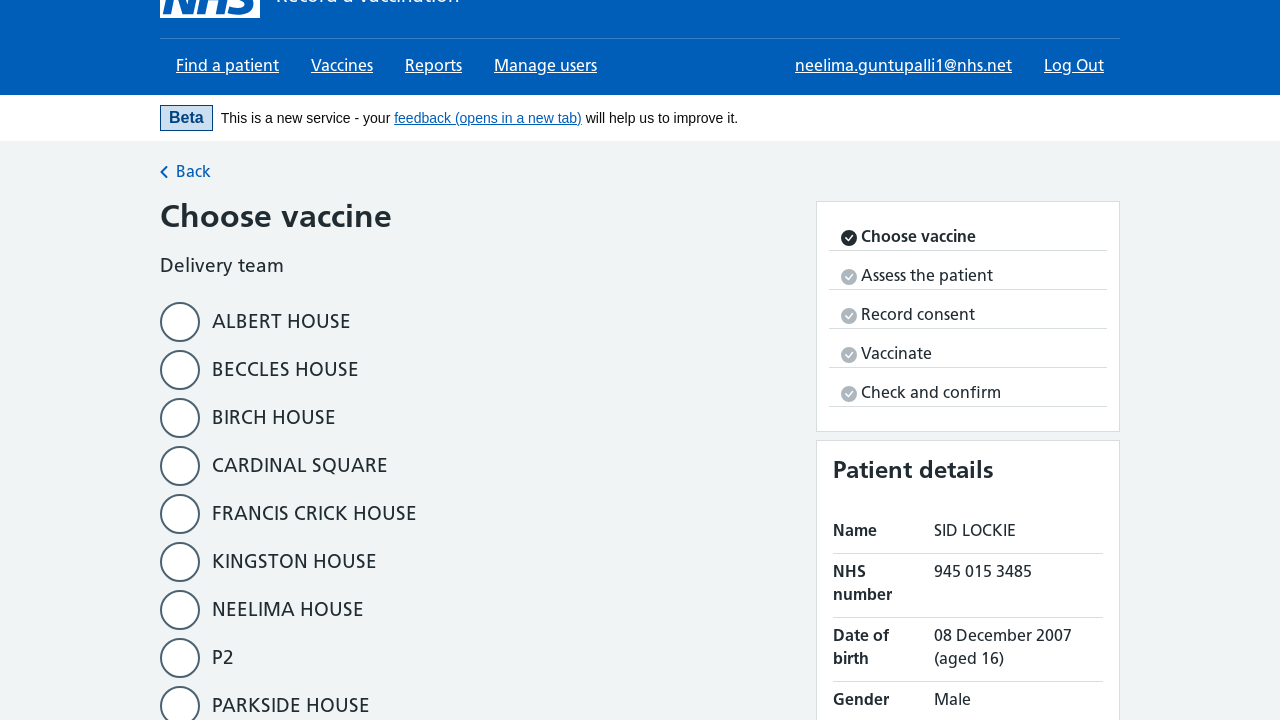 NHS Record a vaccination
Find a patient Vaccines Reports Manage users neelima.guntupalli1@nhs.net Log Out
Beta This is a new service - your feedback (opens in a new tab) will help us to improve it.
Back
Choose vaccine
Delivery team
ALBERT HOUSE
BECCLES HOUSE
BIRCH HOUSE
CARDINAL SQUARE
FRANCIS CRICK HOUSE
KINGSTON HOUSE
NEELIMA HOUSE
P2
PARKSIDE HOUSE
Choose vaccine
Assess the patient
Record consent
Vaccinate
Check and confirm
Patient details
Name SID LOCKIE
NHS 945 015 3485
number
Date of 08 December 2007
birth (aged 16)
Gender Male